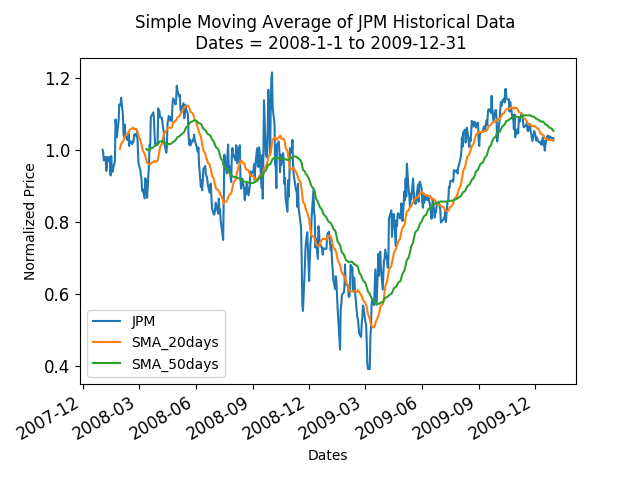 Simple Moving Average of JPM Historical Data
Dates = 2008-1-1 to 2009-12-31
Normalized Price
1.2
1.0
0.8
0.6
0.4
JPM
SMA_20days
SMA_50days
2007-12
2008-03
2008-06
2008-09
2008-12
2009-03
2009-06
2009-09
2009-12
Dates